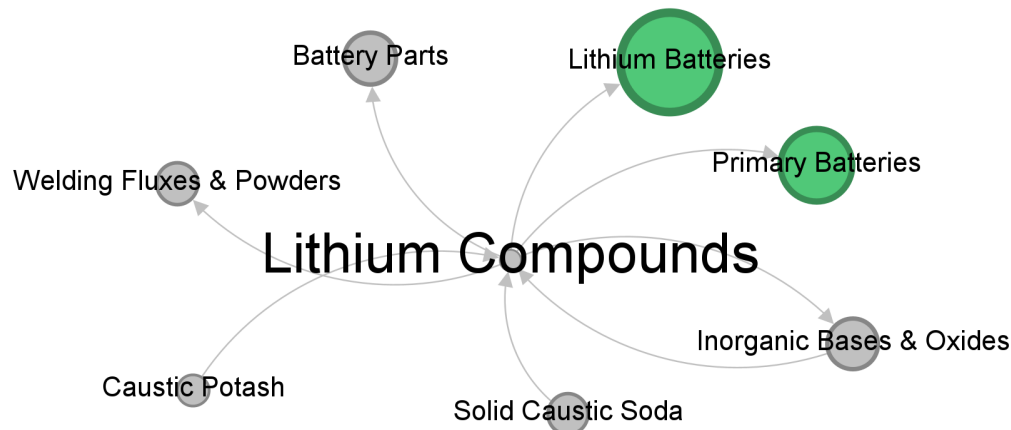 Battery Parts
Lithium Batteries
Primary Batteries
Welding Fluxes & Powders
Lithium Compounds
Inorganic Bases & Oxides
Caustic Potash
Solid Caustic Soda